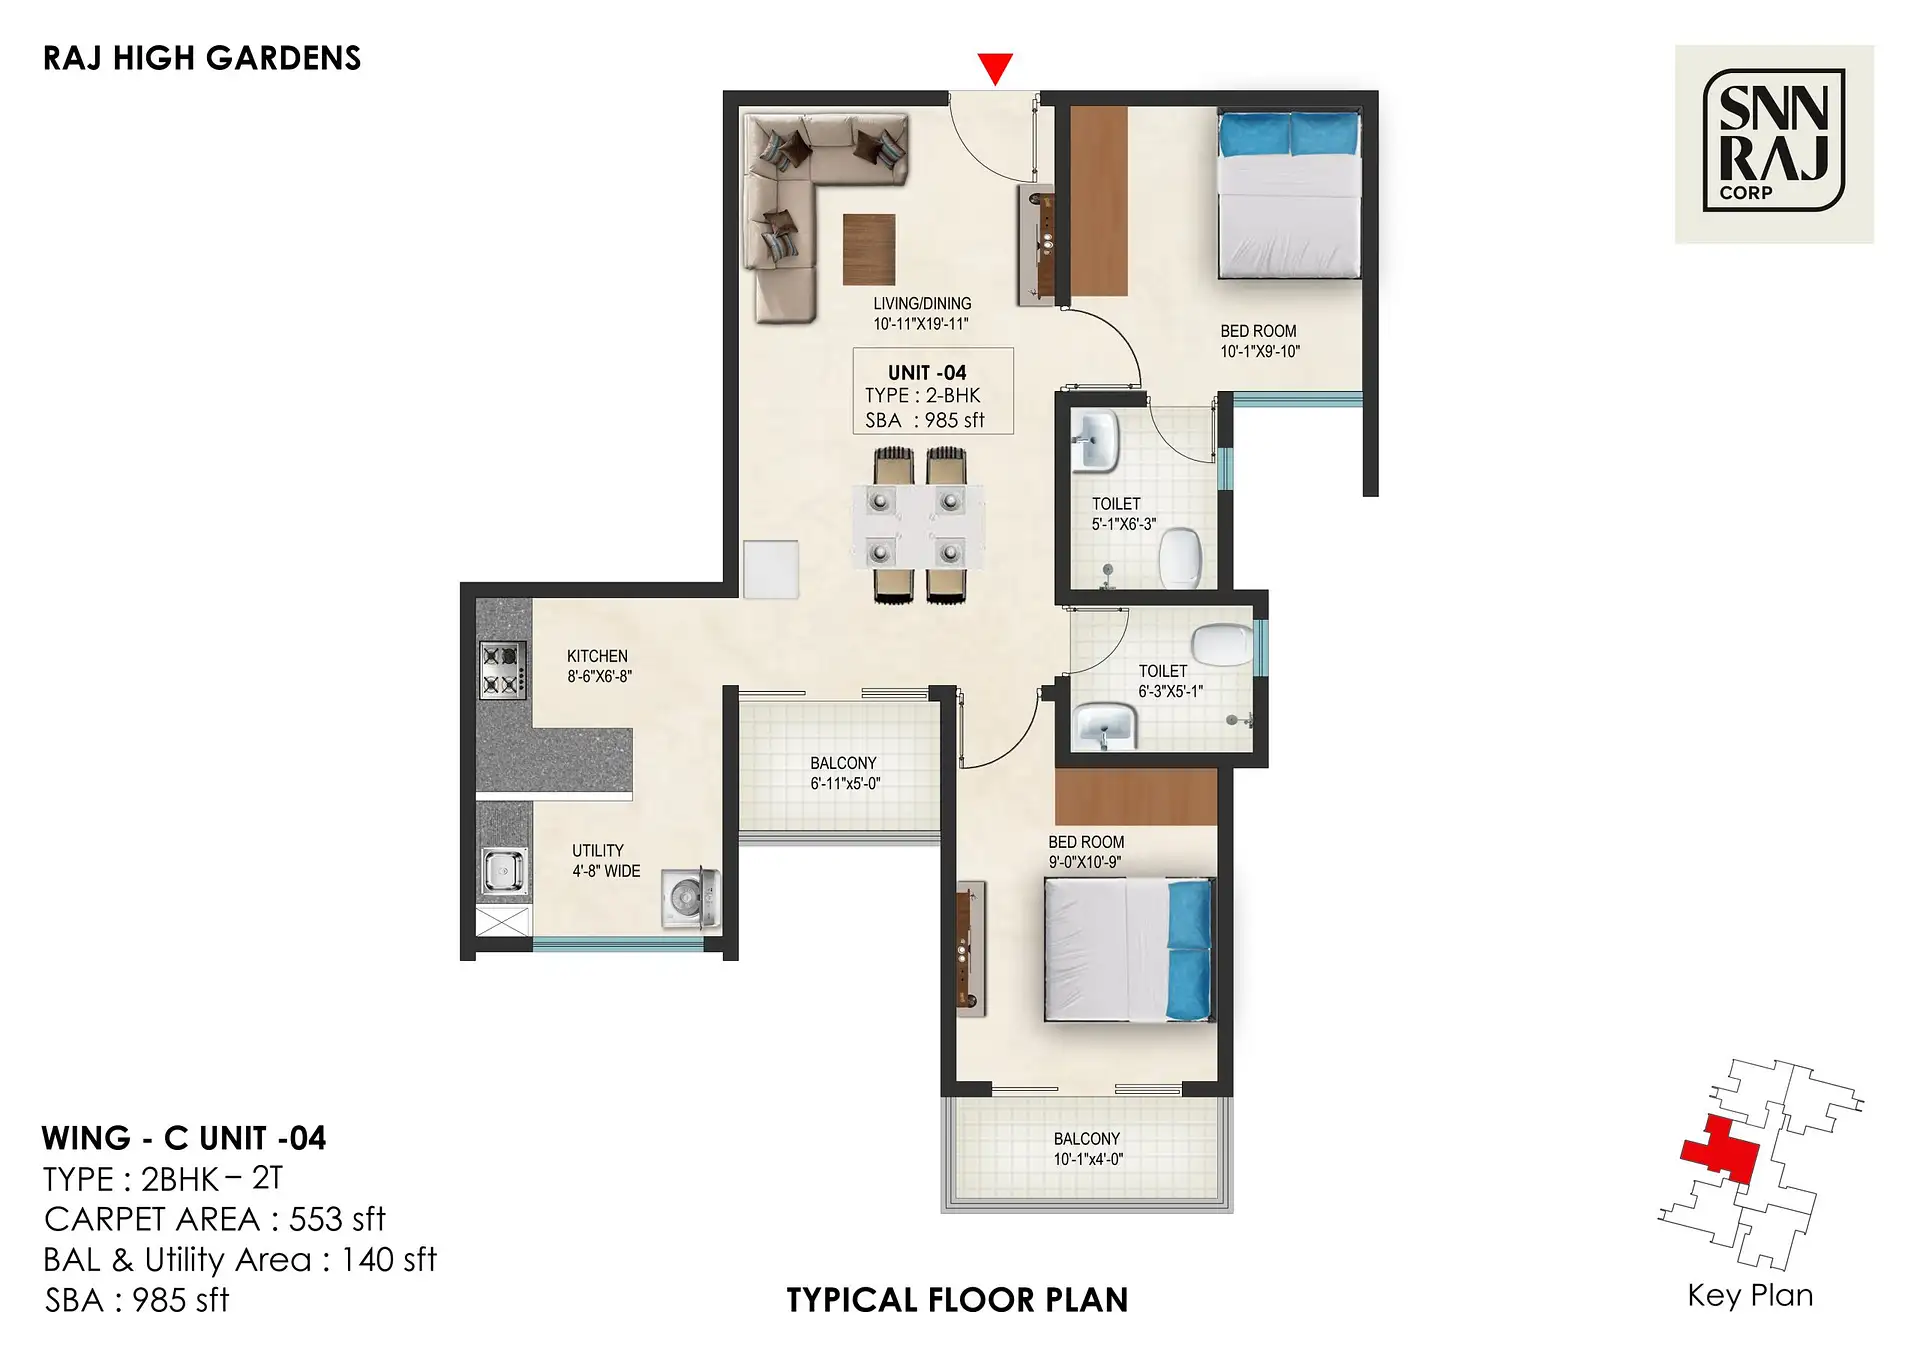 RAJ HIGH GARDENS
SNN
RAJ
CORP
LIVING/DINING
10'-11"X19'-11"
BED ROOM
10'-1"X9'-10"
UNIT -04
TYPE : 2-BHK
SBA : 985 sft
TOILET
5'-1"X6'-3"
KITCHEN
8'-6"X6'-8"
TOILET
6'-3"X5'-1"
BALCONY
6'-11"x5'-0"
UTILITY
4'-8" WIDE
BED ROOM
9'-0"X10'-9"
BALCONY
10'-1"x4'-0"
WING - C UNIT -04
TYPE : 2BHK – 2T
CARPET AREA : 553 sft
BAL & Utility Area : 140 sft
SBA : 985 sft
TYPICAL FLOOR PLAN
Key Plan